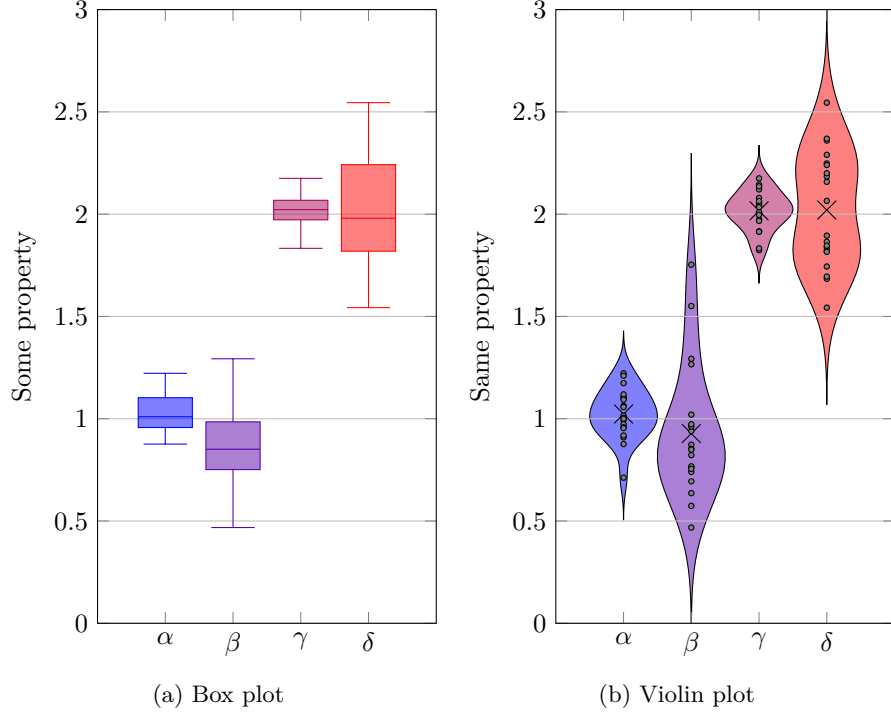 Some property
3
2.5
2
1.5
1
0.5
0
α β γ δ
(a) Box plot
Same property
3
2.5
2
1.5
1
0.5
0
α β γ δ
(b) Violin plot